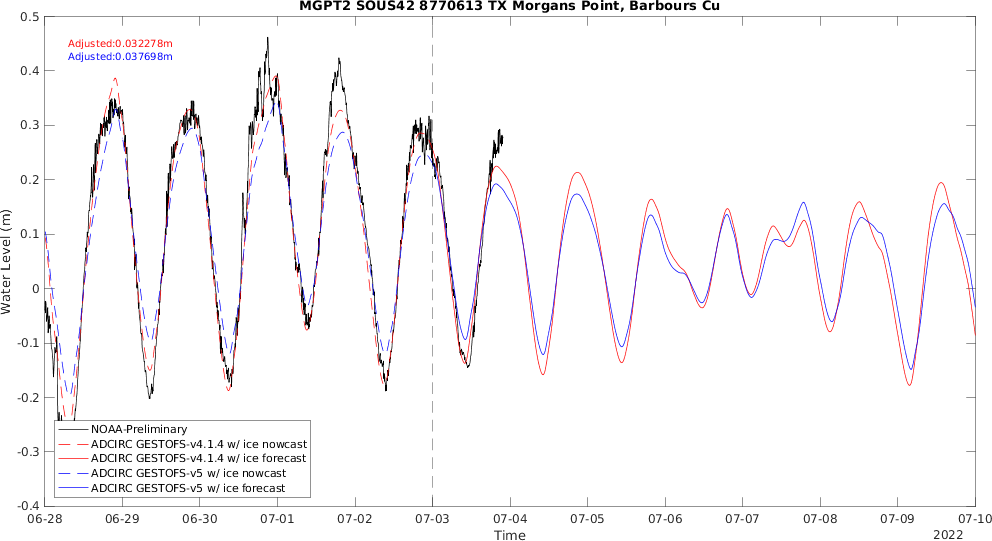 MGPT2 SOUS42 8770613 TX Morgans Point, Barbours Cu
Adjusted:0.032278m
Adjusted:0.037698m
0.5
0.4
0.3
0.2
0.1
0
-0.1
-0.2
-0.3
-0.4
Water Level (m)
NOAA-Preliminary
ADCIRC GESTOFS-v4.1.4 w/ ice nowcast
ADCIRC GESTOFS-v4.1.4 w/ ice forecast
ADCIRC GESTOFS-v5 w/ ice nowcast
ADCIRC GESTOFS-v5 w/ ice forecast
06-28 06-29 06-30 07-01 07-02 07-03 07-04 07-05 07-06 07-07 07-08 07-09 07-10
Time
2022